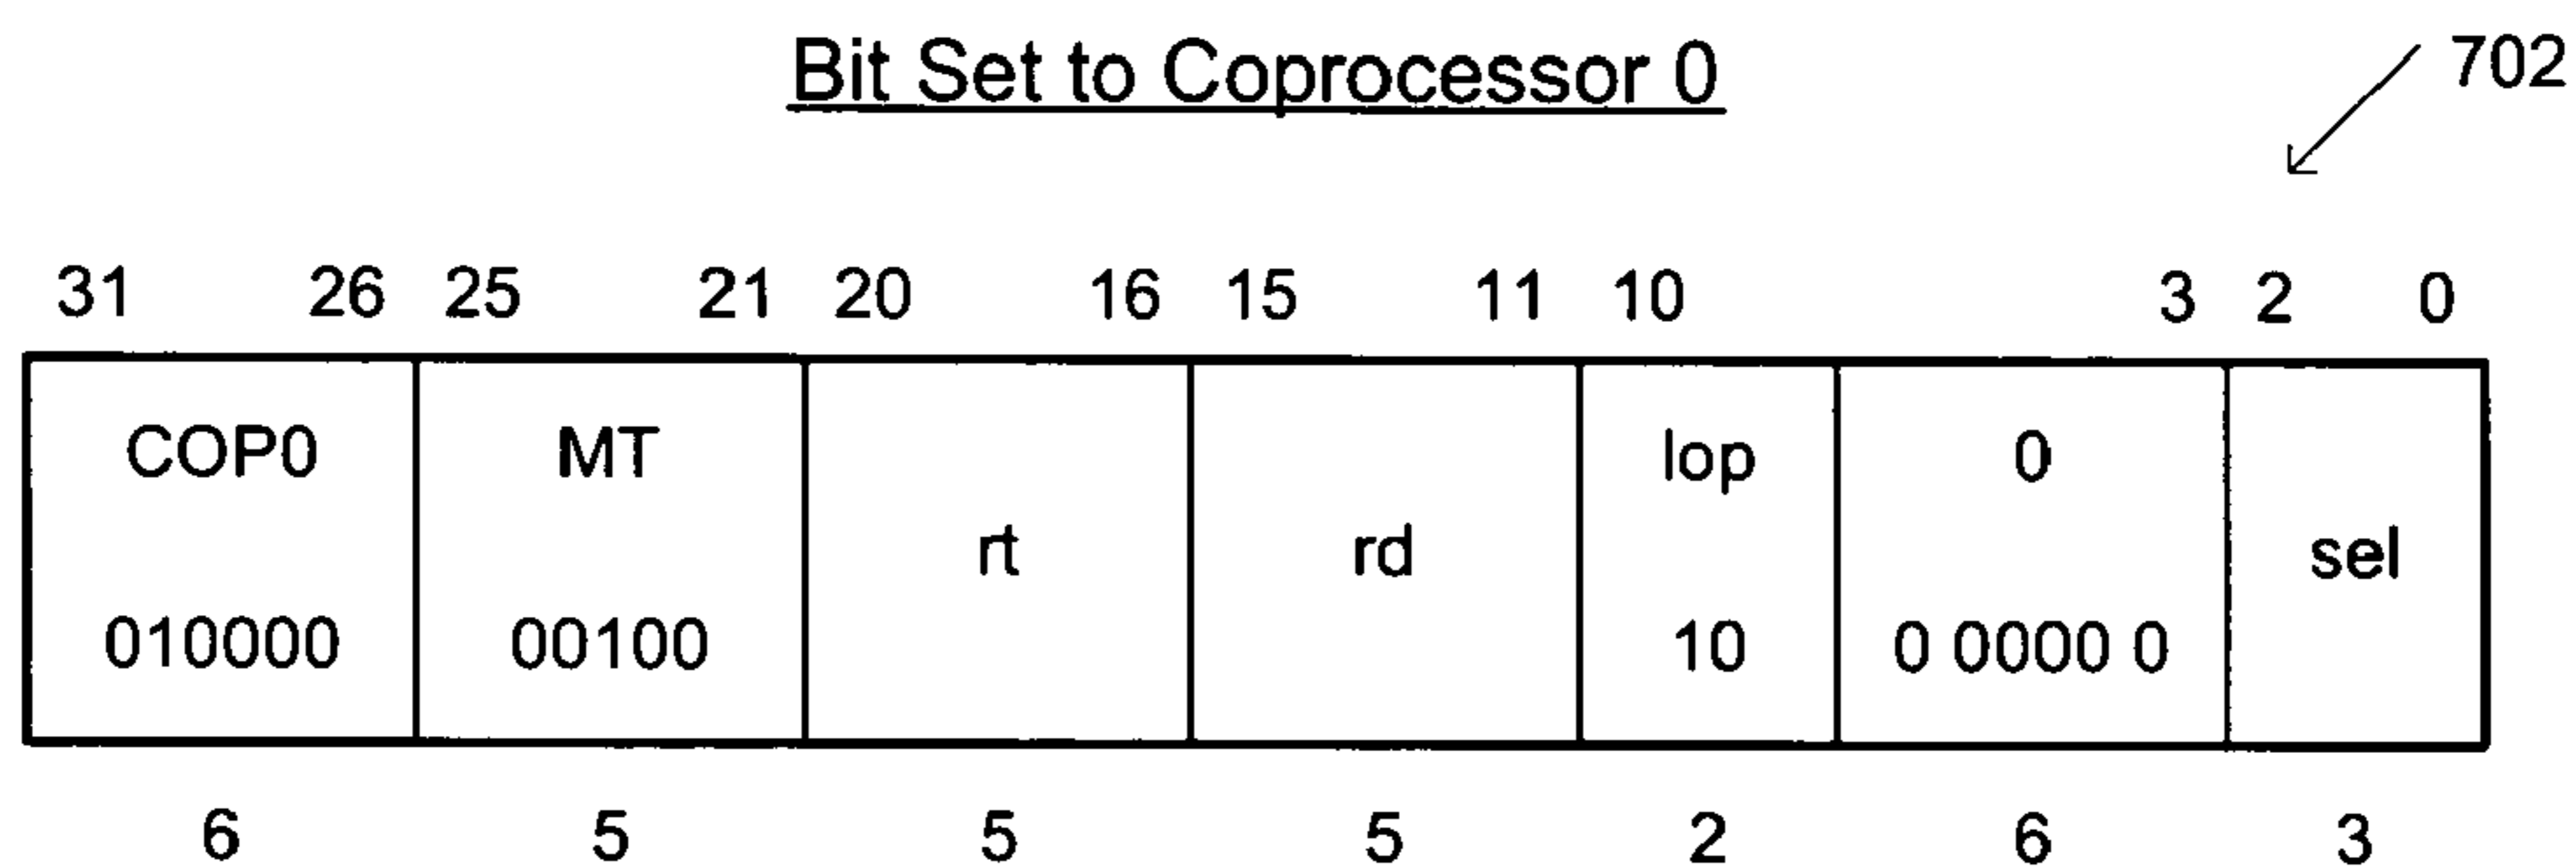 Bit Set to Coprocessor 0
702
31 26 25 21 20 16 15 11 10 3 2 0
COP0 MT lop 0
rt rd sel
010000 00100 10 0 0000 0
6 5 5 5 2 6 3